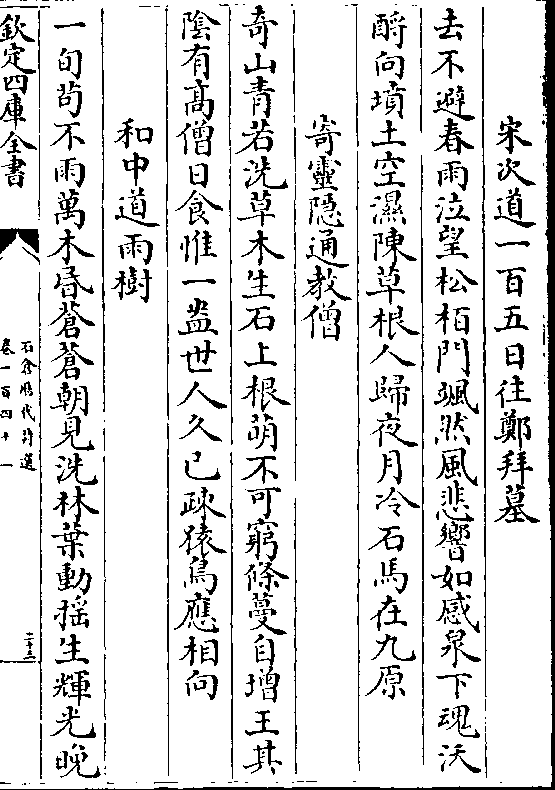 宋次道一百五日往鄭拜墓
去不避春雨泣望松栢門颯然風悲響如感泉下魂沃
酹向墳土空濕陳草根人歸夜月冷石馬在九原
寄靈隱通教僧
奇山青若洗草木生石上根萌不可窮條蔓自增王其
陰有高僧日食惟一盎世人久已疎猿鳥應相向
和中道雨樹
一旬苟不雨萬木昏蒼蒼朝見洗林葉動揺生輝光晚
欽定四庫全書
石倉歴代詩選
卷一百四十一
二十三